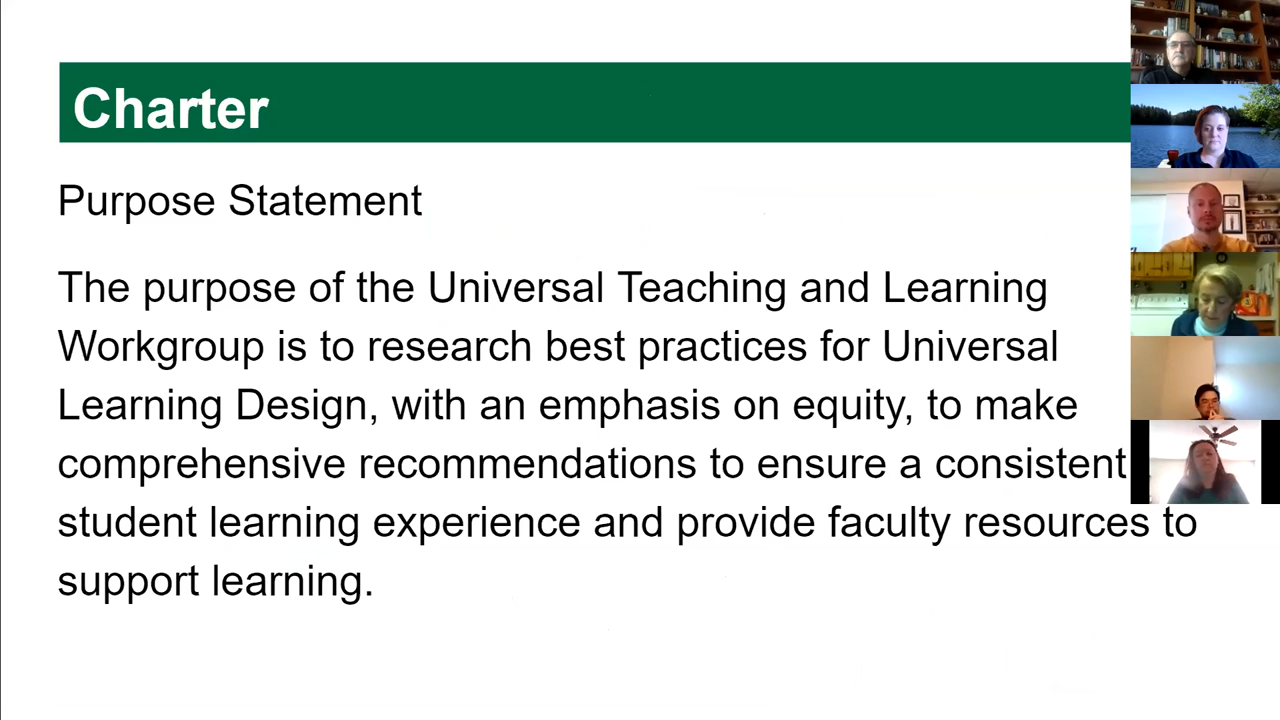 Charter
Purpose Statement
The purpose of the Universal Teaching and Learning
Workgroup is to research best practices for Universal
Learning Design, with an emphasis on equity, to make
comprehensive recommendations to ensure a consistent
student learning experience and provide faculty resources to
support learning.